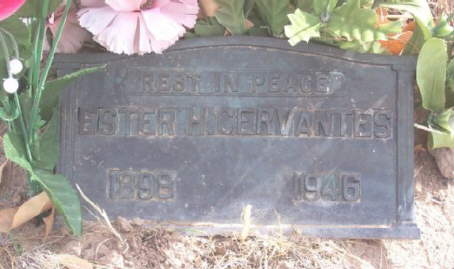 REST IN PEACE
ESTER H. CERVANTES
1898 1946